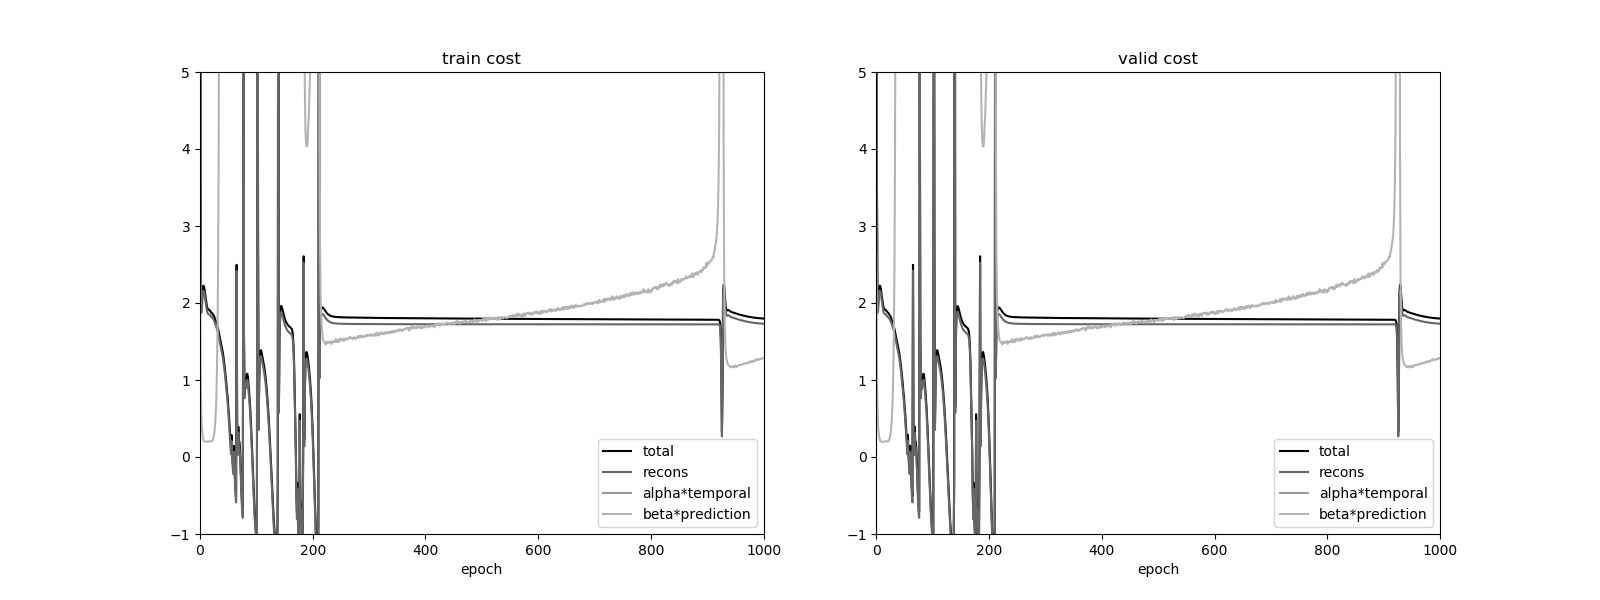 train cost
5
4
3
2
1
0
−1
0
200
400
600
800
1000
epoch
total
recons
alpha*temporal
beta*prediction
valid cost
5
4
3
2
1
0
−1
0
200
400
600
800
1000
epoch
total
recons
alpha*temporal
beta*prediction